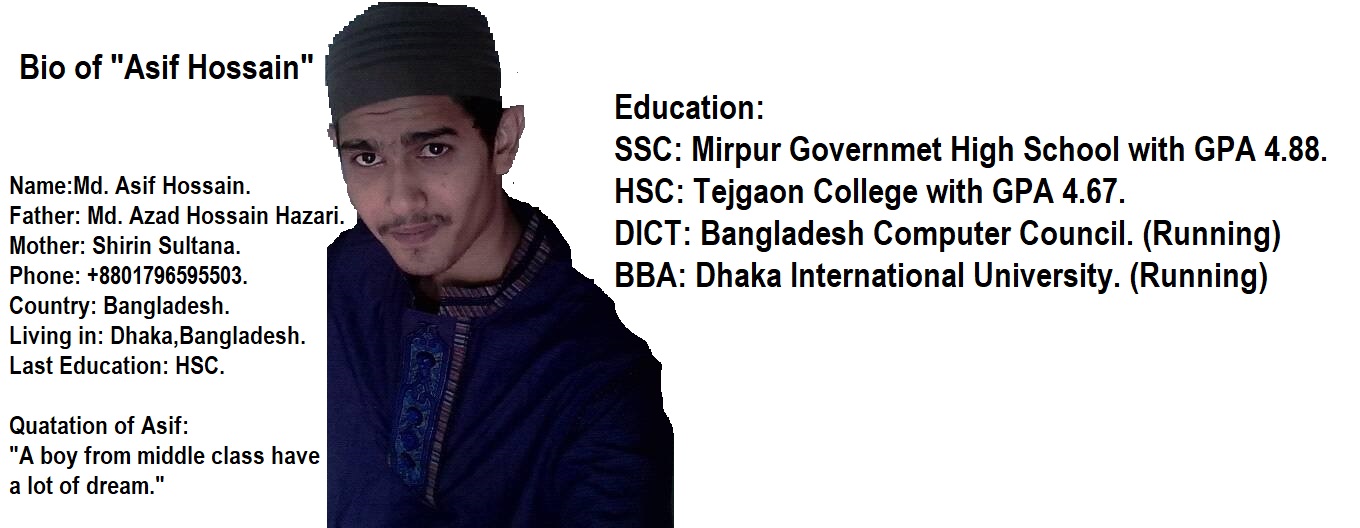 Bio of "Asif Hossain"
Name:Md. Asif Hossain.
Father: Md. Azad Hossain Hazari.
Mother: Shirin Sultana.
Phone: +8801796595503.
Country: Bangladesh.
Living in: Dhaka,Bangladesh.
Last Education: HSC.
Quatation of Asif:
"A boy from middle class have
a lot of dream."
Education:
SSC: Mirpur Governmet High School with GPA 4.88.
HSC: Tejgaon College with GPA 4.67.
DICT: Bangladesh Computer Council. (Running)
BBA: Dhaka International University. (Running)